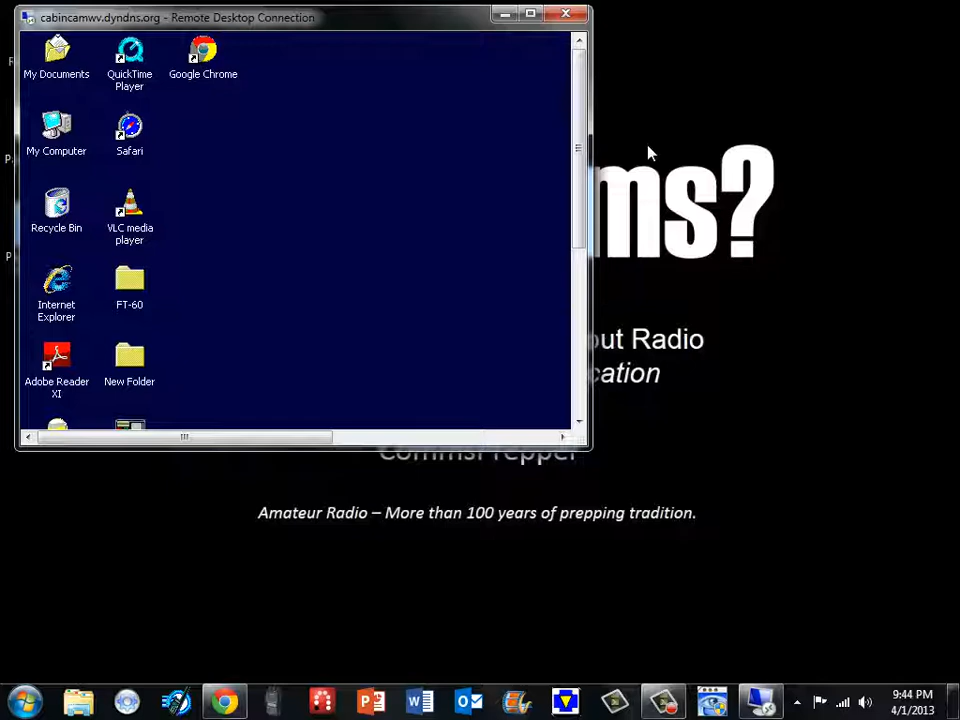 cabincamwv.dyndns.org - Remote Desktop Connection
My Documents
QuickTime Player
Google Chrome
My Computer
Safari
Recycle Bin
VLC media player
Internet Explorer
FT-60
Adobe Reader XI
New Folder
ms?
out Radio
cation
CommsPrepper
Amateur Radio – More than 100 years of prepping tradition.
9:44 PM
4/1/2013